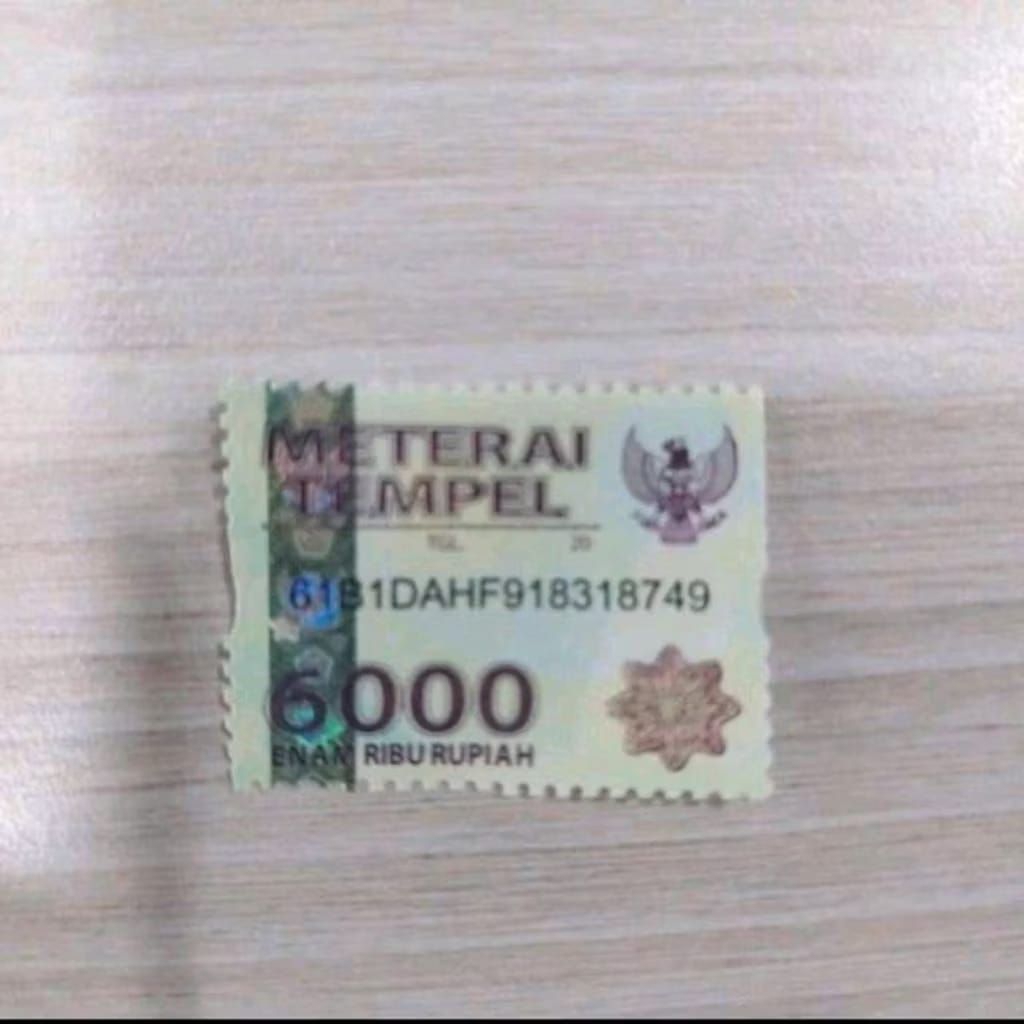 METERAI
TEMPEL
TGL. 20
61B1DAHF918318749
6000
ENAM RIBU RUPIAH